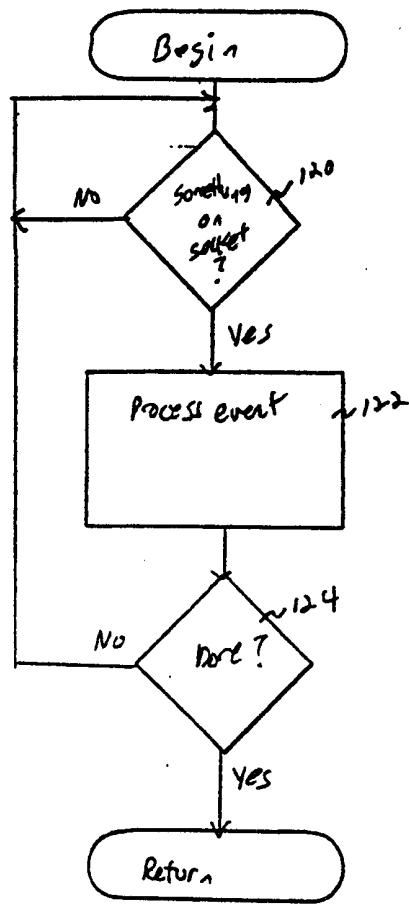 Begin
Something
on
socket
?
120
No
Yes
Process event
122
124
Done?
No
Yes
Return